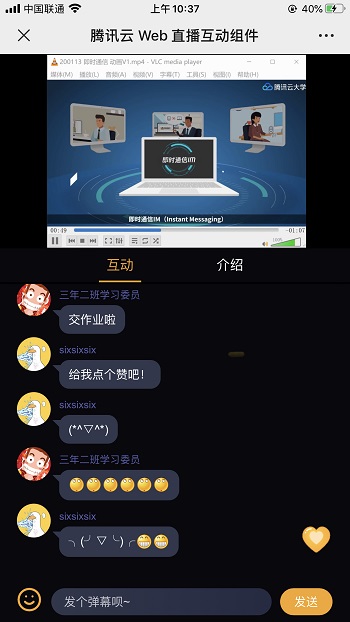 中国联通 上午10:37 40%
腾讯云 Web 直播互动组件
200113 即时通信 动画V1.mp4 - VLC media player
媒体(M) 播放(L) 音频(A) 视频(V) 字幕(T) 工具(S) 视图(I) 帮助(H)
腾讯云大学
即时通信IM
即时通信IM（Instant Messaging）
00:49 -01:07
互动 介绍
三年二班学习委员
交作业啦
sixsixsix
给我点个赞吧！
sixsixsix
(*^▽^*)
三年二班学习委员
sixsixsix
╮(╯▽╰)╭
发个弹幕呗~ 发送